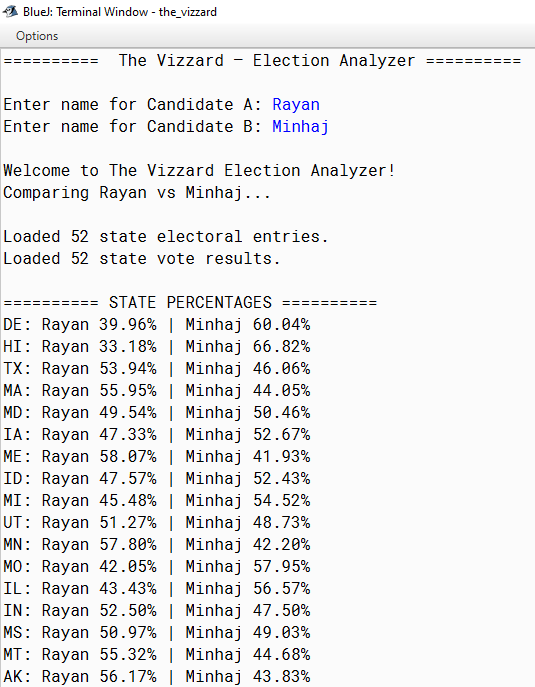 BlueJ: Terminal Window - the_vizzard
Options
========== The Vizzard – Election Analyzer ==========
Enter name for Candidate A: Rayan
Enter name for Candidate B: Minhaj
Welcome to The Vizzard Election Analyzer!
Comparing Rayan vs Minhaj...
Loaded 52 state electoral entries.
Loaded 52 state vote results.
========== STATE PERCENTAGES ==========
DE: Rayan 39.96% | Minhaj 60.04%
HI: Rayan 33.18% | Minhaj 66.82%
TX: Rayan 53.94% | Minhaj 46.06%
MA: Rayan 55.95% | Minhaj 44.05%
MD: Rayan 49.54% | Minhaj 50.46%
IA: Rayan 47.33% | Minhaj 52.67%
ME: Rayan 58.07% | Minhaj 41.93%
ID: Rayan 47.57% | Minhaj 52.43%
MI: Rayan 45.48% | Minhaj 54.52%
UT: Rayan 51.27% | Minhaj 48.73%
MN: Rayan 57.80% | Minhaj 42.20%
MO: Rayan 42.05% | Minhaj 57.95%
IL: Rayan 43.43% | Minhaj 56.57%
IN: Rayan 52.50% | Minhaj 47.50%
MS: Rayan 50.97% | Minhaj 49.03%
MT: Rayan 55.32% | Minhaj 44.68%
AK: Rayan 56.17% | Minhaj 43.83%